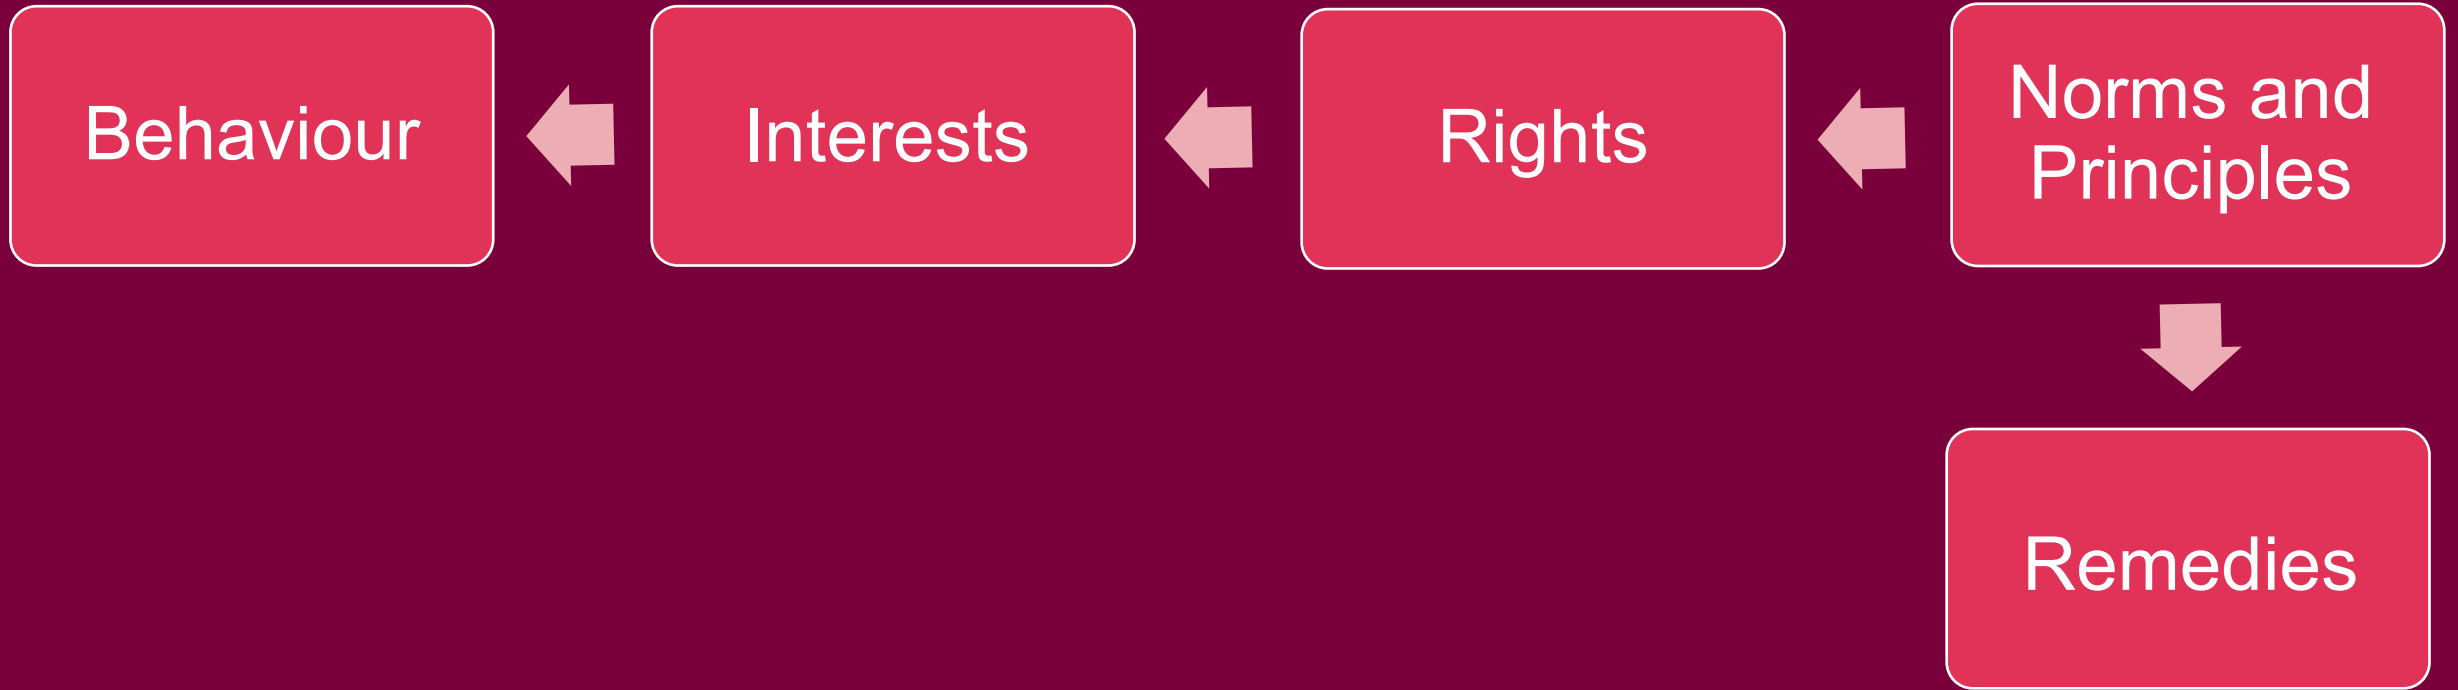 Behaviour
Interests
Rights
Norms and
Principles
Remedies